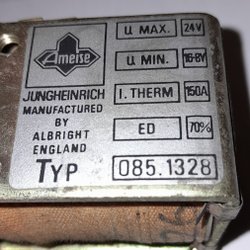 Ameise
JUNGHEINRICH
MANUFACTURED
BY
ALBRIGHT
ENGLAND
U. MAX. 24V
U. MIN. 16·8V
I. THERM 150A
ED 70%
TYP 085.1328